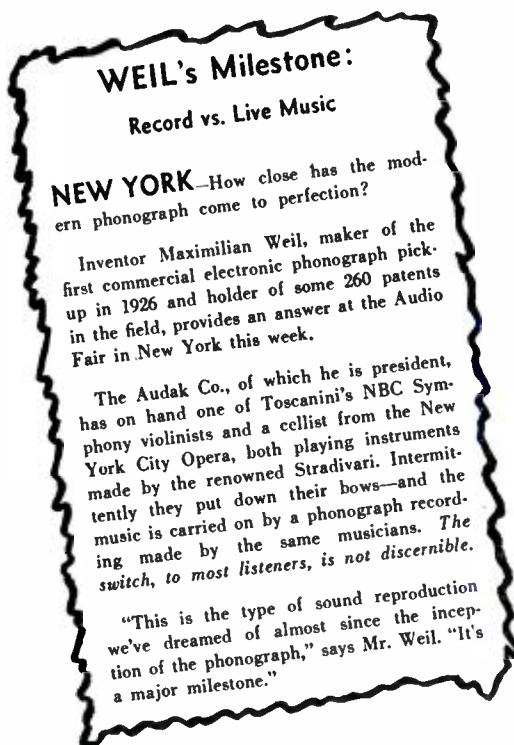 WEIL's Milestone:
Record vs. Live Music
NEW YORK—How close has the mod-
ern phonograph come to perfection?
Inventor Maximilian Weil, maker of the
first commercial electronic phonograph pick-
up in 1926 and holder of some 260 patents
in the field, provides an answer at the Audio
Fair in New York this week.
The Audak Co., of which he is president,
has on hand one of Toscanini's NBC Sym-
phony violinists and a cellist from the New
York City Opera, both playing instruments
made by the renowned Stradivari. Intermit-
tently they put down their bows—and the
music is carried on by a phonograph record-
ing made by the same musicians. The
switch, to most listeners, is not discernible.
"This is the type of sound reproduction
we've dreamed of almost since the incep-
tion of the phonograph," says Mr. Weil. "It's
a major milestone."